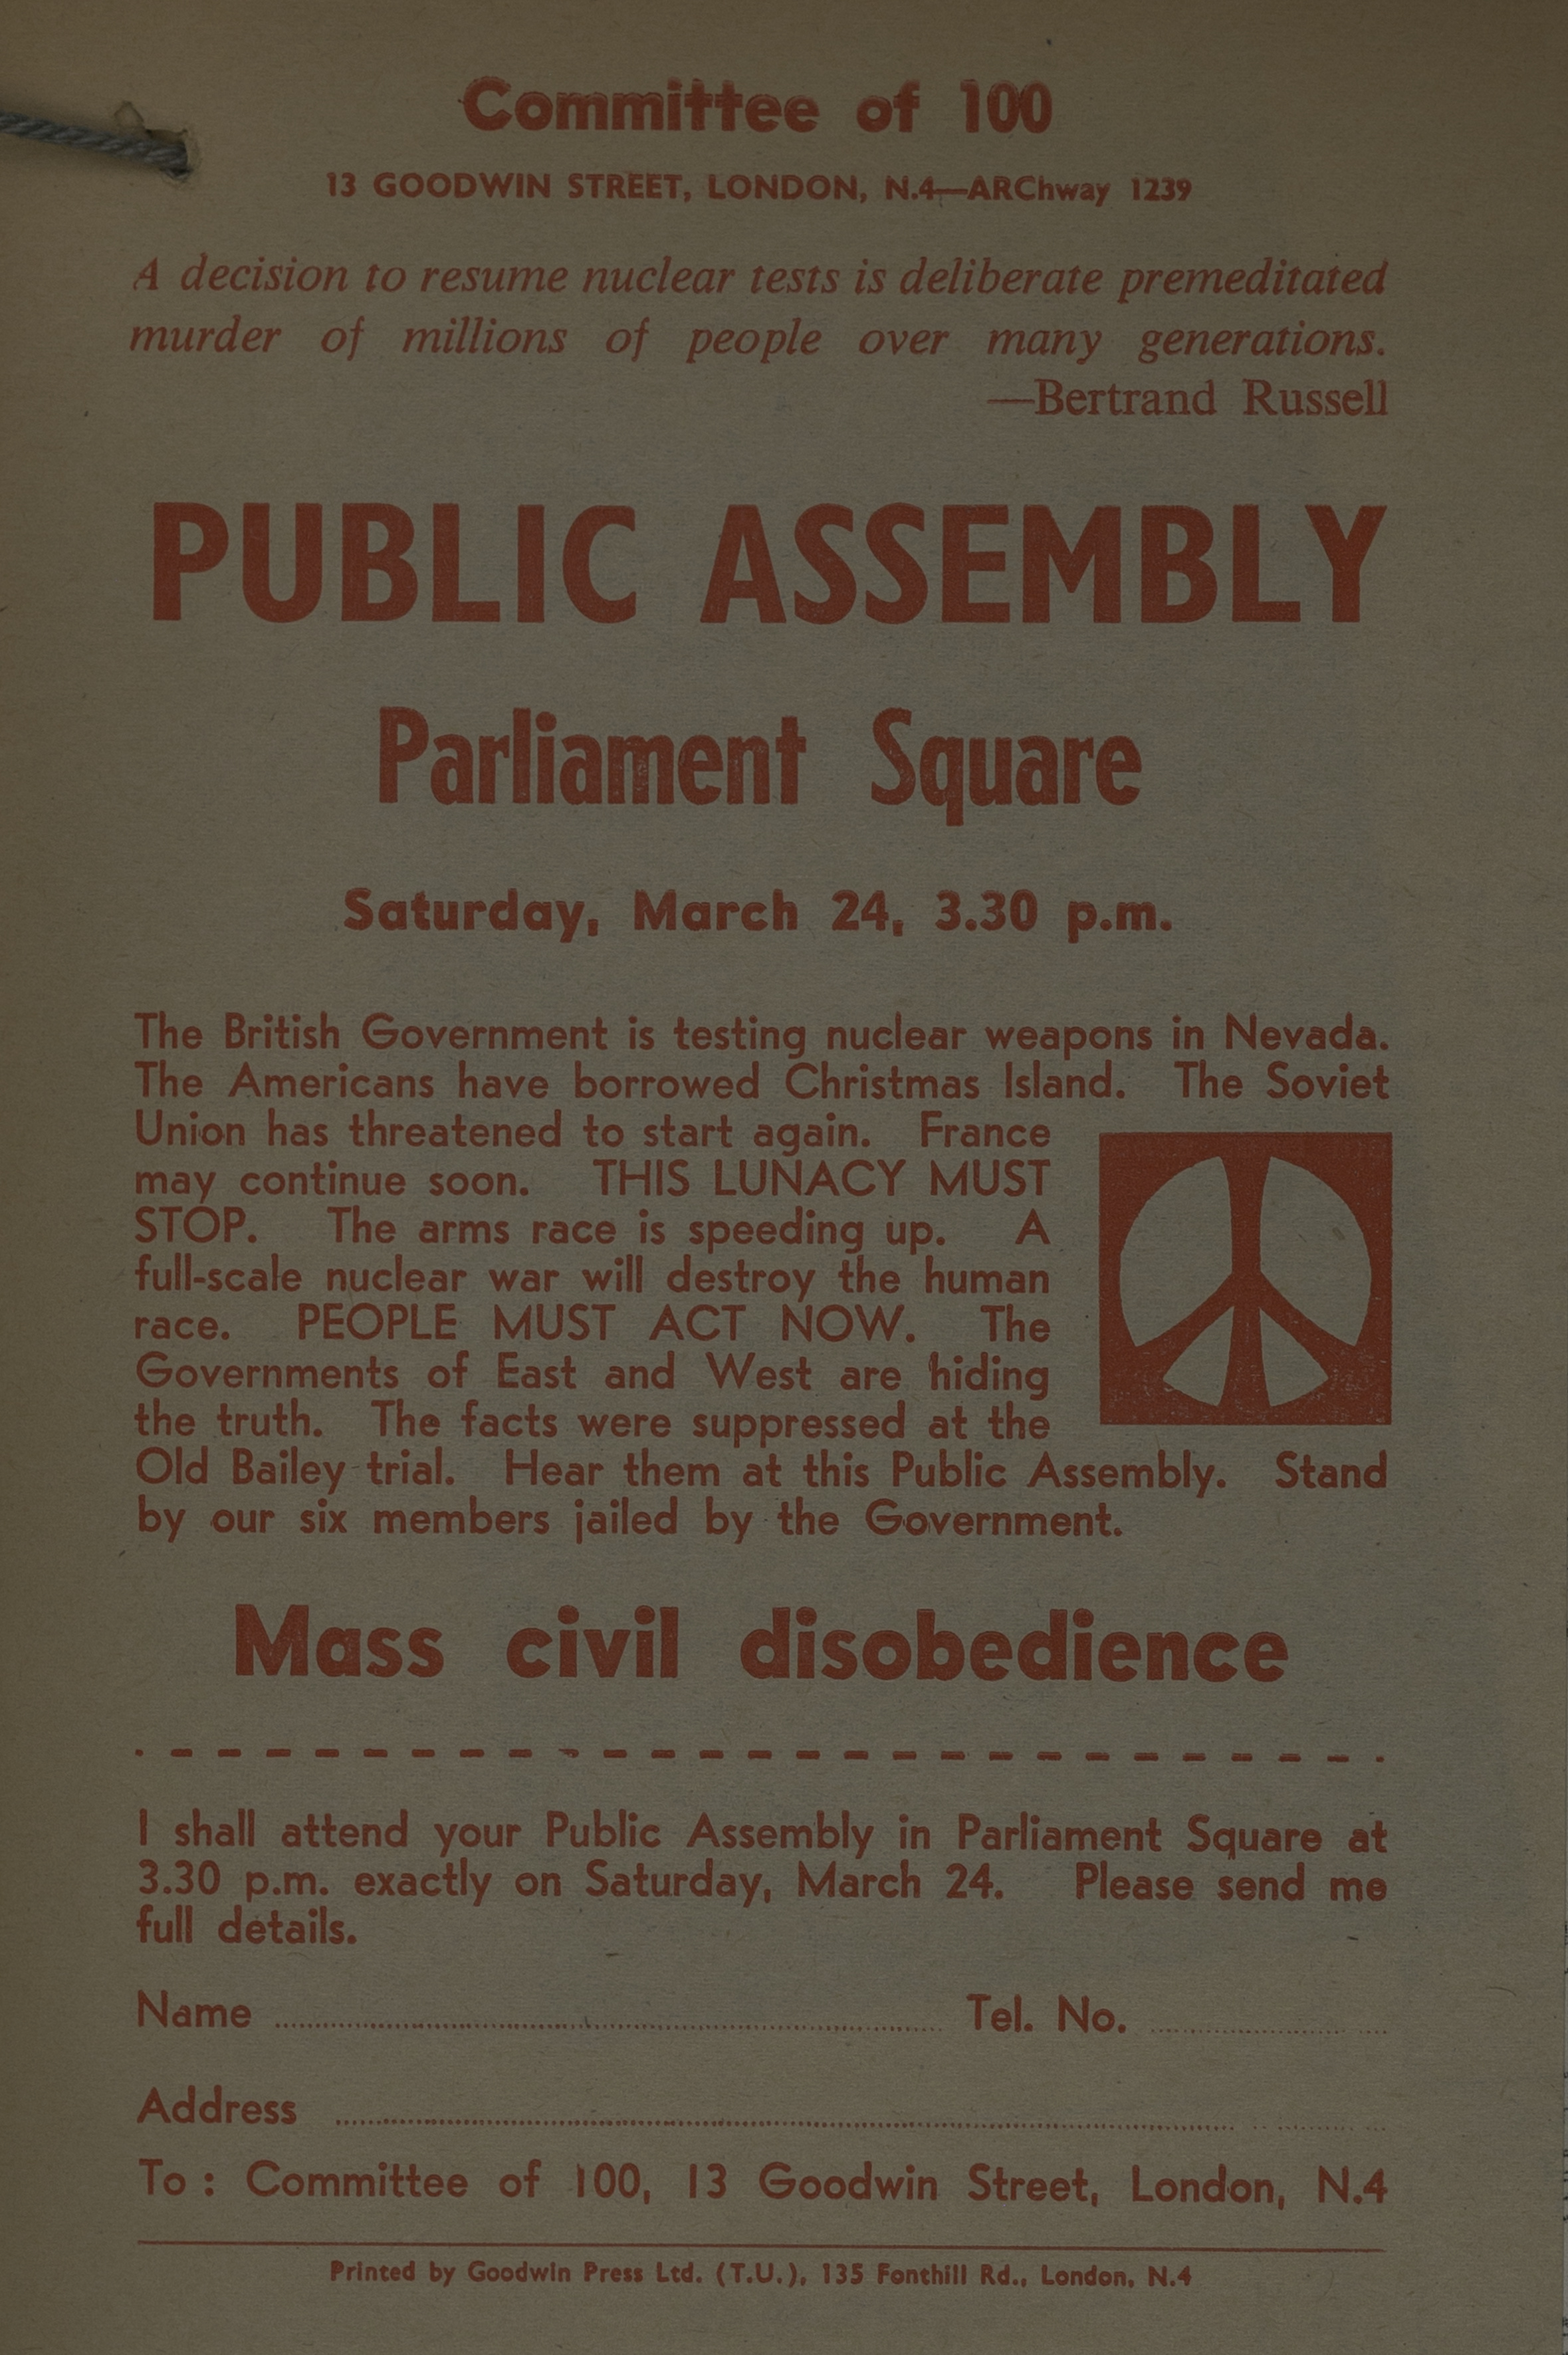 Committee of 100
13 GOODWIN STREET, LONDON, N.4—ARChway 1239
A decision to resume nuclear tests is deliberate premeditated
murder of millions of people over many generations.
—Bertrand Russell
PUBLIC ASSEMBLY
Parliament Square
Saturday, March 24, 3.30 p.m.
The British Government is testing nuclear weapons in Nevada.
The Americans have borrowed Christmas Island. The Soviet
Union has threatened to start again. France
may continue soon. THIS LUNACY MUST
STOP. The arms race is speeding up. A
full-scale nuclear war will destroy the human
race. PEOPLE MUST ACT NOW. The
Governments of East and West are hiding
the truth. The facts were suppressed at the
Old Bailey trial. Hear them at this Public Assembly. Stand
by our six members jailed by the Government.
Mass civil disobedience
I shall attend your Public Assembly in Parliament Square at
3.30 p.m. exactly on Saturday, March 24. Please send me
full details.
Name ........ Tel. No. ........
Address ........
To : Committee of 100, 13 Goodwin Street, London, N.4
Printed by Goodwin Press Ltd. (T.U.), 135 Fonthill Rd., London, N.4